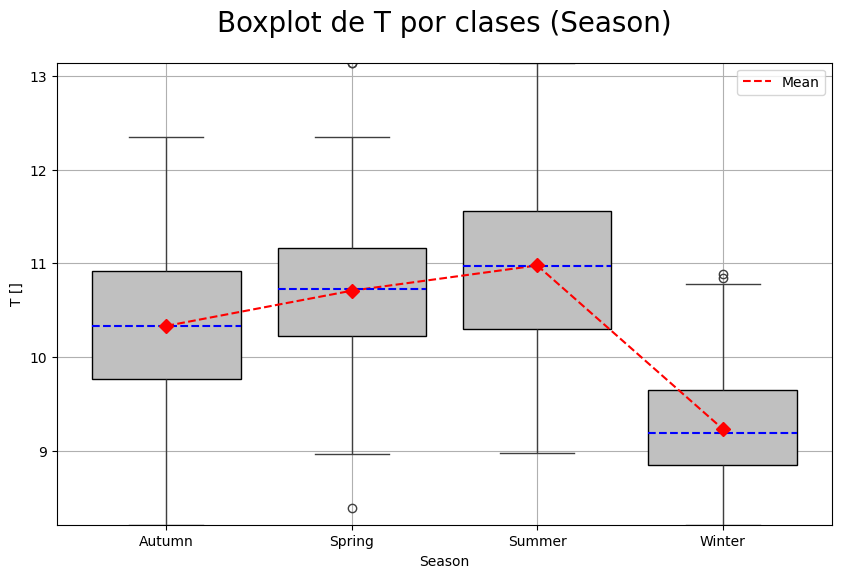 Boxplot de T por clases (Season)
Mean
13
12
11
10
9
T []
Autumn
Spring
Summer
Winter
Season